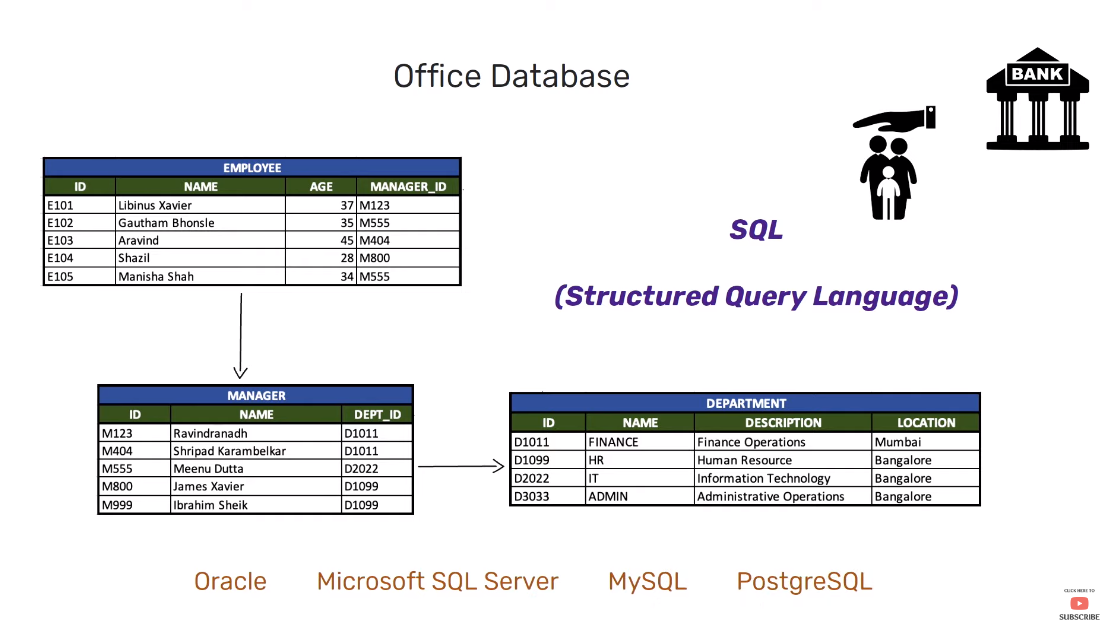 Office Database
BANK
EMPLOYEE
ID NAME AGE MANAGER_ID
E101 Libinus Xavier 37 M123
E102 Gautham Bhonsle 35 M555
E103 Aravind 45 M404
E104 Shazil 28 M800
E105 Manisha Shah 34 M555
SQL
(Structured Query Language)
MANAGER
ID NAME DEPT_ID
M123 Ravindranadh D1011
M404 Shripad Karambelkar D1011
M555 Meenu Dutta D2022
M800 James Xavier D1099
M999 Ibrahim Sheik D1099
DEPARTMENT
ID NAME DESCRIPTION LOCATION
D1011 FINANCE Finance Operations Mumbai
D1099 HR Human Resource Bangalore
D2022 IT Information Technology Bangalore
D3033 ADMIN Administrative Operations Bangalore
Oracle Microsoft SQL Server MySQL PostgreSQL
CLICK HERE TO
SUBSCRIBE